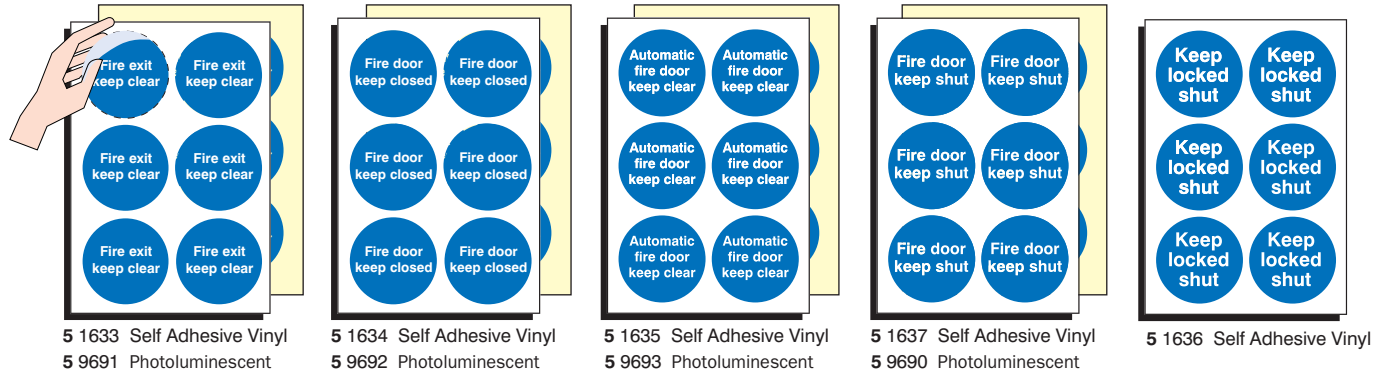 Fire exit
keep clear
Fire exit
keep clear
Fire exit
keep clear
Fire exit
keep clear
Fire exit
keep clear
Fire exit
keep clear
5 1633 Self Adhesive Vinyl
5 9691 Photoluminescent
Fire door
keep closed
Fire door
keep closed
Fire door
keep closed
Fire door
keep closed
Fire door
keep closed
Fire door
keep closed
5 1634 Self Adhesive Vinyl
5 9692 Photoluminescent
Automatic
fire door
keep clear
Automatic
fire door
keep clear
Automatic
fire door
keep clear
Automatic
fire door
keep clear
Automatic
fire door
keep clear
Automatic
fire door
keep clear
5 1635 Self Adhesive Vinyl
5 9693 Photoluminescent
Fire door
keep shut
Fire door
keep shut
Fire door
keep shut
Fire door
keep shut
Fire door
keep shut
Fire door
keep shut
5 1637 Self Adhesive Vinyl
5 9690 Photoluminescent
Keep
locked
shut
Keep
locked
shut
Keep
locked
shut
Keep
locked
shut
Keep
locked
shut
Keep
locked
shut
5 1636 Self Adhesive Vinyl